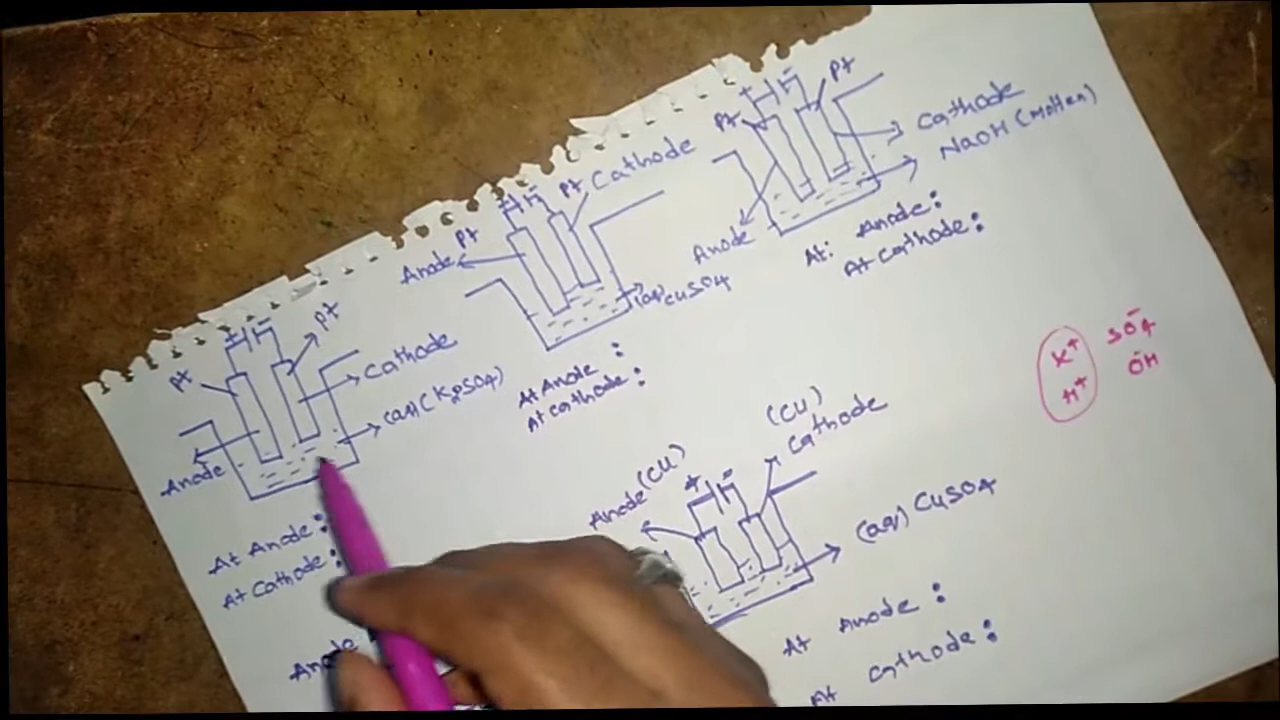 Pt
+ -
Pt
Anode
Cathode
(aq)(K2SO4)
At Anode :
At Cathode :
Pt
+ -
Pt Cathode
Anode
(aq)CuSO4
At Anode :
At cathode :
Pt
+ -
Pt
Cathode
NaOH (molten)
Anode
At: Anode :
At cathode :
K+ SO4-
H+ OH-
Anode (Cu)
+ -
(Cu)
Cathode
(aq) CuSO4
At Anode :
At Cathode :